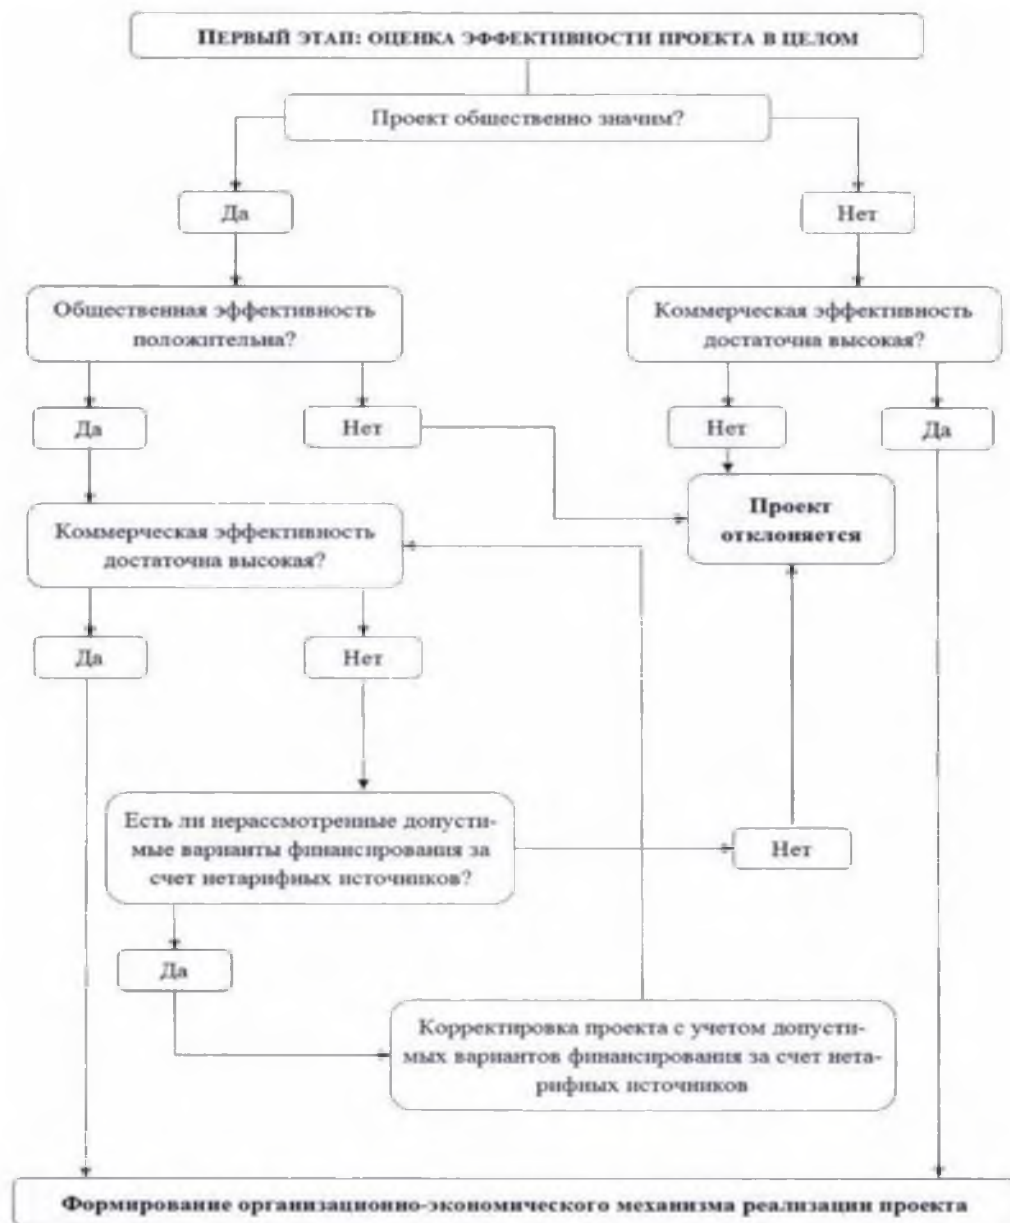 ПЕРВЫЙ ЭТАП: ОЦЕНКА ЭФФЕКТИВНОСТИ ПРОЕКТА В ЦЕЛОМ
Проект общественно значим?
Да
Нет
Общественная эффективность
положительна?
Коммерческая эффективность
достаточна высокая?
Да
Нет
Нет
Да
Проект
отклоняется
Коммерческая эффективность
достаточна высокая?
Да
Нет
Есть ли нерассмотренные допусти-
мые варианты финансирования за
счет нетарифных источников?
Нет
Да
Корректировка проекта с учетом допусти-
мых вариантов финансирования за счет нета-
рифных источников
Формирование организационно-экономического механизма реализации проекта